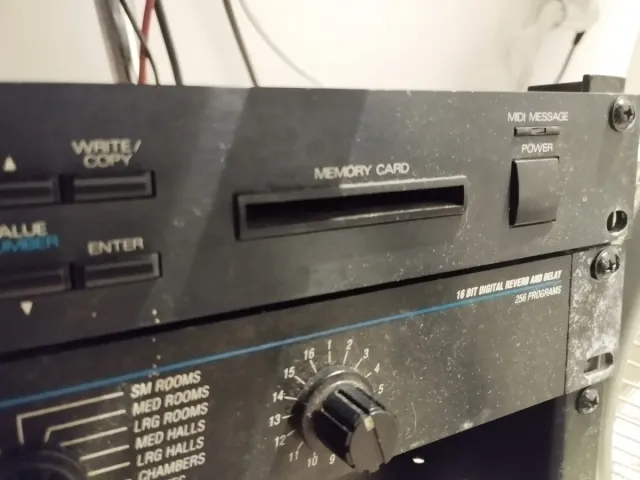 WRITE/
COPY
MEMORY CARD
MIDI MESSAGE
POWER
ENTER
16 BIT DIGITAL REVERB AND DELAY
256 PROGRAMS
SM ROOMS
MED ROOMS
LRG ROOMS
MED HALLS
LRG HALLS
CHAMBERS
16 1 2
15 3
14 4
13 5
12
11 10 9